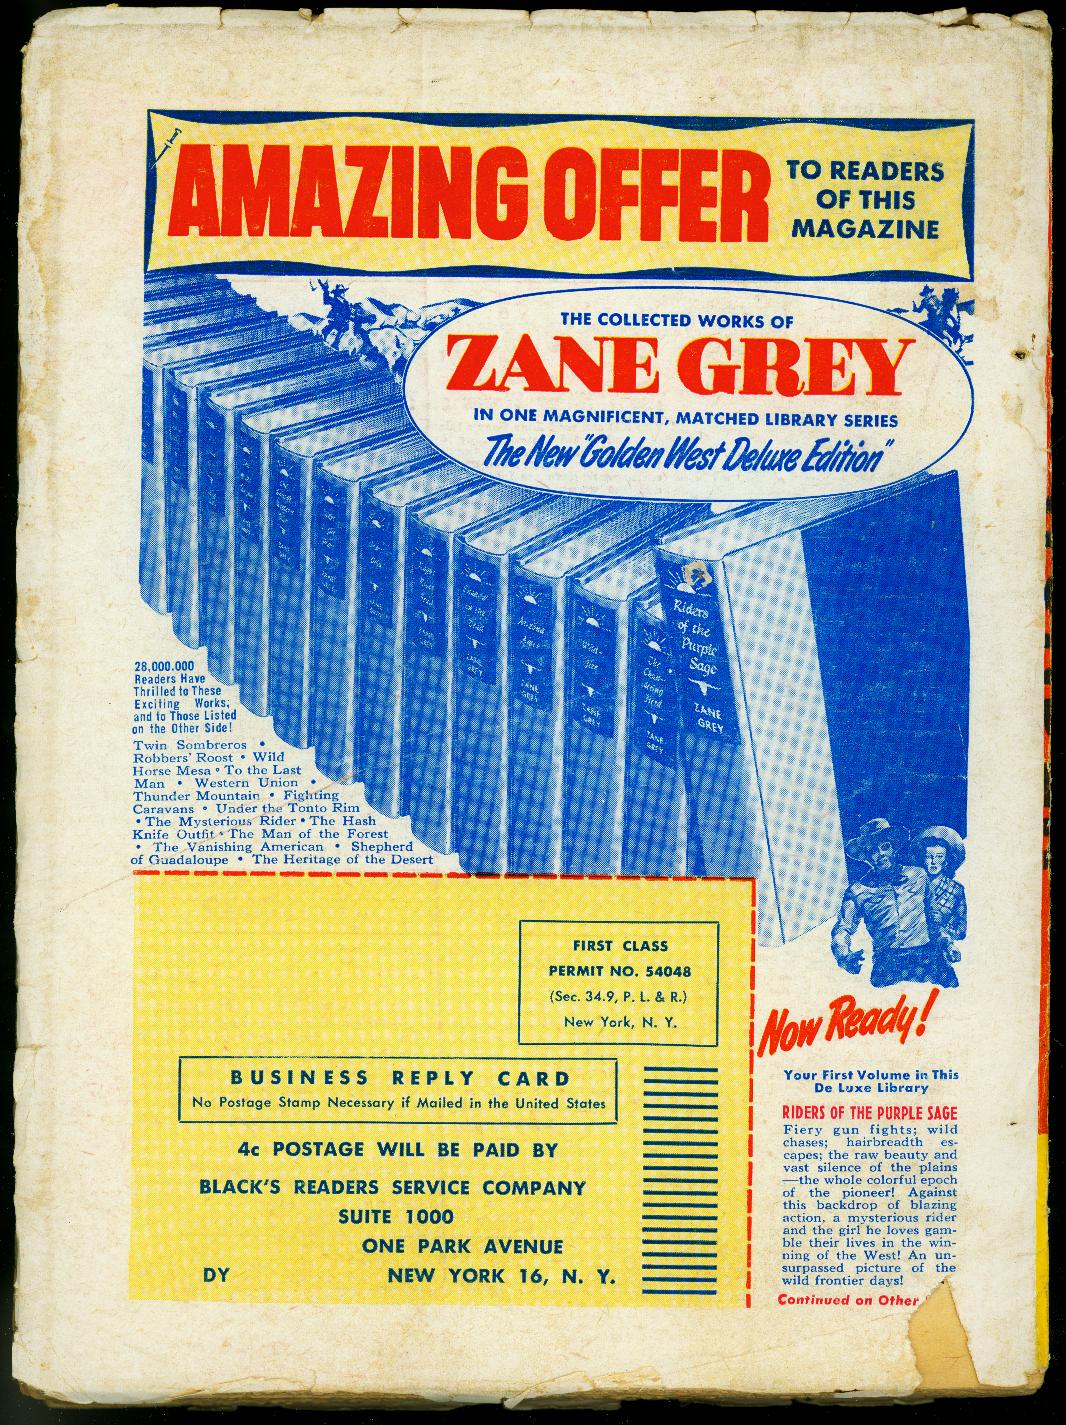 AMAZING OFFER
TO READERS
OF THIS
MAGAZINE
THE COLLECTED WORKS OF
ZANE GREY
IN ONE MAGNIFICENT, MATCHED LIBRARY SERIES
The New "Golden West Deluxe Edition"
Riders
of the
Purple
Sage
ZANE
GREY
Arizona
ZANE
GREY
Wild-
fire
ZANE
GREY
ZANE
GREY
28,000.000
Readers Have
Thrilled to These
Exciting Works,
and to Those Listed
on the Other Side!
Twin Sombreros •
Robbers' Roost • Wild
Horse Mesa • To the Last
Man • Western Union •
Thunder Mountain • Fighting
Caravans • Under the Tonto Rim
• The Mysterious Rider • The Hash
Knife Outfit • The Man of the Forest
• The Vanishing American • Shepherd
of Guadaloupe • The Heritage of the Desert
FIRST CLASS
PERMIT NO. 54048
(Sec. 34.9, P. L. & R.)
New York, N. Y.
BUSINESS REPLY CARD
No Postage Stamp Necessary if Mailed in the United States
4c POSTAGE WILL BE PAID BY
BLACK'S READERS SERVICE COMPANY
SUITE 1000
ONE PARK AVENUE
DY NEW YORK 16, N. Y.
Now Ready!
Your First Volume in This
De Luxe Library
RIDERS OF THE PURPLE SAGE
Fiery gun fights; wild
chases; hairbreadth es-
capes; the raw beauty and
vast silence of the plains
—the whole colorful epoch
of the pioneer! Against
this backdrop of blazing
action, a mysterious rider
and the girl he loves gam-
ble their lives in the win-
ning of the West! An un-
surpassed picture of the
wild frontier days!
Continued on Other